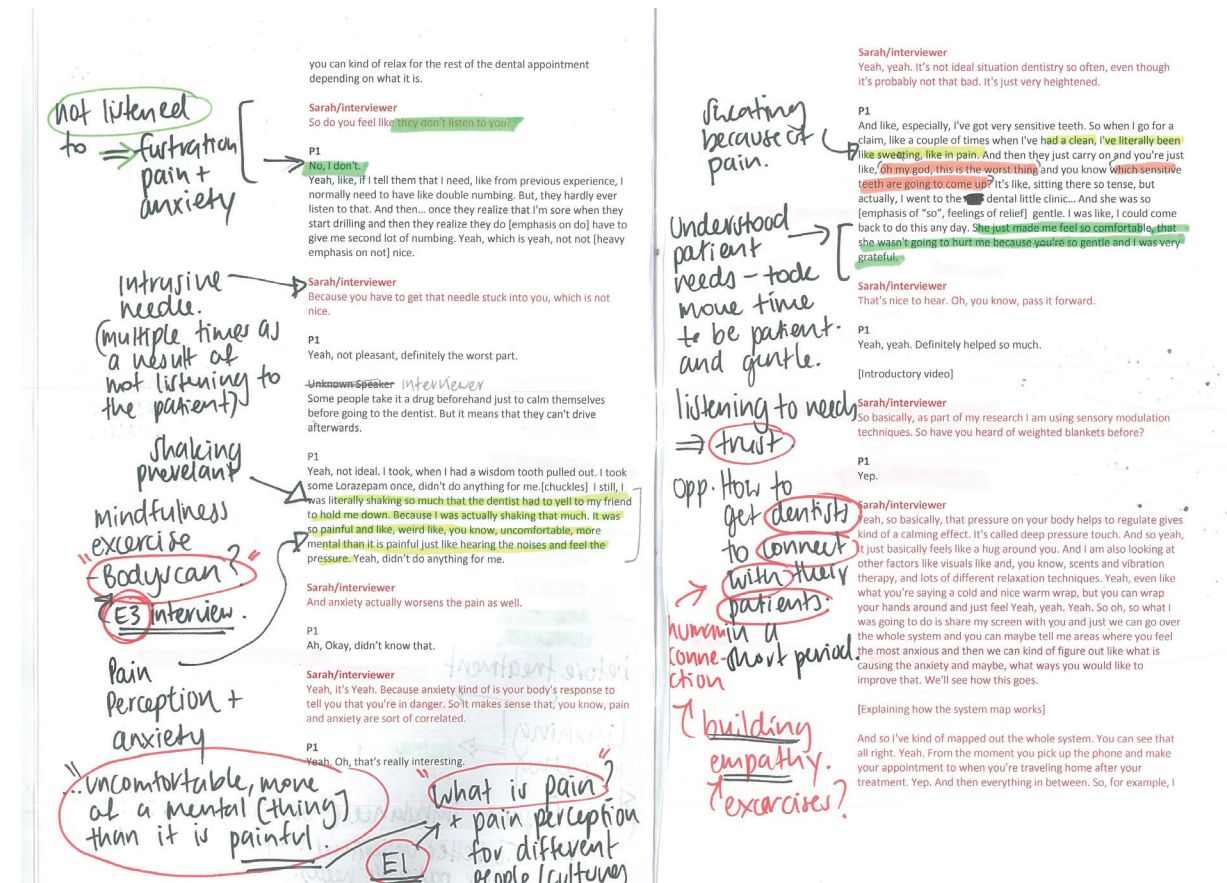 you can kind of relax for the rest of the dental appointment
depending on what it is.
Sarah/interviewer
So do you feel like they don't listen to you?
P1
No, I don't.
Yeah, like, if I tell them that I need, like from previous experience, I
normally need to have like double numbing. But, they hardly ever
listen to that. And then... once they realize that I'm sore when they
start drilling and then they realize they do [emphasis on do] have to
give me second lot of numbing. Yeah, which is yeah, not not [heavy
emphasis on not] nice.
Sarah/interviewer
Because you have to get that needle stuck into you, which is not
nice.
P1
Yeah, not pleasant, definitely the worst part.
Unknown Speaker interviewer
Some people take it a drug beforehand just to calm themselves
before going to the dentist. But it means that they can't drive
afterwards.
P1
Yeah, not ideal. I took, when I had a wisdom tooth pulled out. I took
some Lorazepam once, didn't do anything for me.[chuckles] I still, I
was literally shaking so much that the dentist had to yell to my friend
to hold me down. Because I was actually shaking that much. It was
so painful and like, weird like, you know, uncomfortable, more
mental than it is painful just like hearing the noises and feel the
pressure. Yeah, didn't do anything for me.
Sarah/interviewer
And anxiety actually worsens the pain as well.
P1
Ah, Okay, didn't know that.
Sarah/interviewer
Yeah, it's Yeah. Because anxiety kind of is your body's response to
tell you that you're in danger. So it makes sense that, you know, pain
and anxiety are sort of correlated.
P1
Yeah. Oh, that's really interesting.
not listened
to ⇒ fustration
pain +
anxiety
intrusive
needle.
(multiple times as
a result of
not listening to
the patient)
shaking
prevelant
mindfulness
excercise
"- Bodyscan?"
E3 interview.
Pain
Perception +
anxiety
"...uncomfortable, more
of a mental [thing]
than it is painful."
"What is pain"?
+ pain perception
for different
people/cultures
E1
Sarah/interviewer
Yeah, yeah. It's not ideal situation dentistry so often, even though
it's probably not that bad. It's just very heightened.
P1
And like, especially, I've got very sensitive teeth. So when I go for a
claim, like a couple of times when I've had a clean, I've literally been
like sweating, like in pain. And then they just carry on and you're just
like, oh my god, this is the worst thing and you know which sensitive
teeth are going to come up? It's like, sitting there so tense, but
actually, I went to the dental little clinic... And she was so
[emphasis of "so", feelings of relief] gentle. I was like, I could come
back to do this any day. She just made me feel so comfortable, that
she wasn't going to hurt me because you're so gentle and I was very
grateful.
Sarah/interviewer
That's nice to hear. Oh, you know, pass it forward.
P1
Yeah, yeah. Definitely helped so much.
[Introductory video]
Sarah/interviewer
So basically, as part of my research I am using sensory modulation
techniques. So have you heard of weighted blankets before?
P1
Yep.
Sarah/interviewer
Yeah, so basically, that pressure on your body helps to regulate gives
kind of a calming effect. It's called deep pressure touch. And so yeah,
it just basically feels like a hug around you. And I am also looking at
other factors like visuals like and, you know, scents and vibration
therapy, and lots of different relaxation techniques. Yeah, even like
what you're saying a cold and nice warm wrap, but you can wrap
your hands around and just feel Yeah, yeah. Yeah. So oh, so what I
was going to do is share my screen with you and just we can go over
the whole system and you can maybe tell me areas where you feel
the most anxious and then we can kind of figure out like what is
causing the anxiety and maybe, what ways you would like to
improve that. We'll see how this goes.
[Explaining how the system map works]
And so I've kind of mapped out the whole system. You can see that
all right. Yeah. From the moment you pick up the phone and make
your appointment to when you're traveling home after your
treatment. Yep. And then everything in between. So, for example, I
Sweating
because of
pain.
Understood
patient
needs - took
more time
to be patient.
and gentle.
listening to needs
⇒ trust
Opp. How to
get dentists
to connect
with their
patients.
in a
short period.
human
conne-
ction
building
empathy.
excercises?